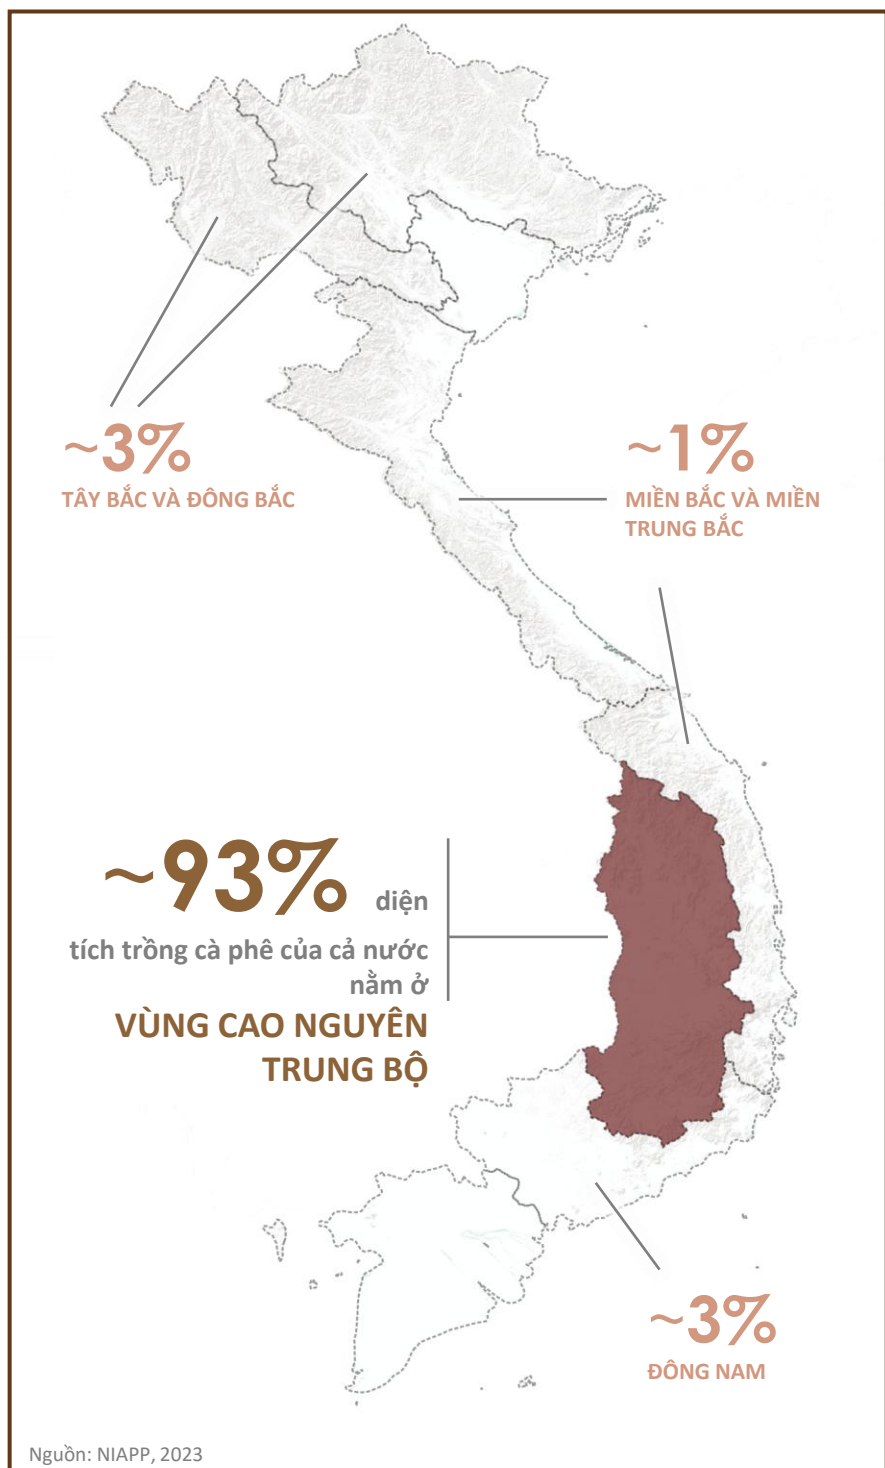 ~3%
TÂY BẮC VÀ ĐÔNG BẮC
~1%
MIỀN BẮC VÀ MIỀN
TRUNG BẮC
~93% diện
tích trồng cà phê của cả nước
nằm ở
VÙNG CAO NGUYÊN
TRUNG BỘ
~3%
ĐÔNG NAM
Nguồn: NIAPP, 2023